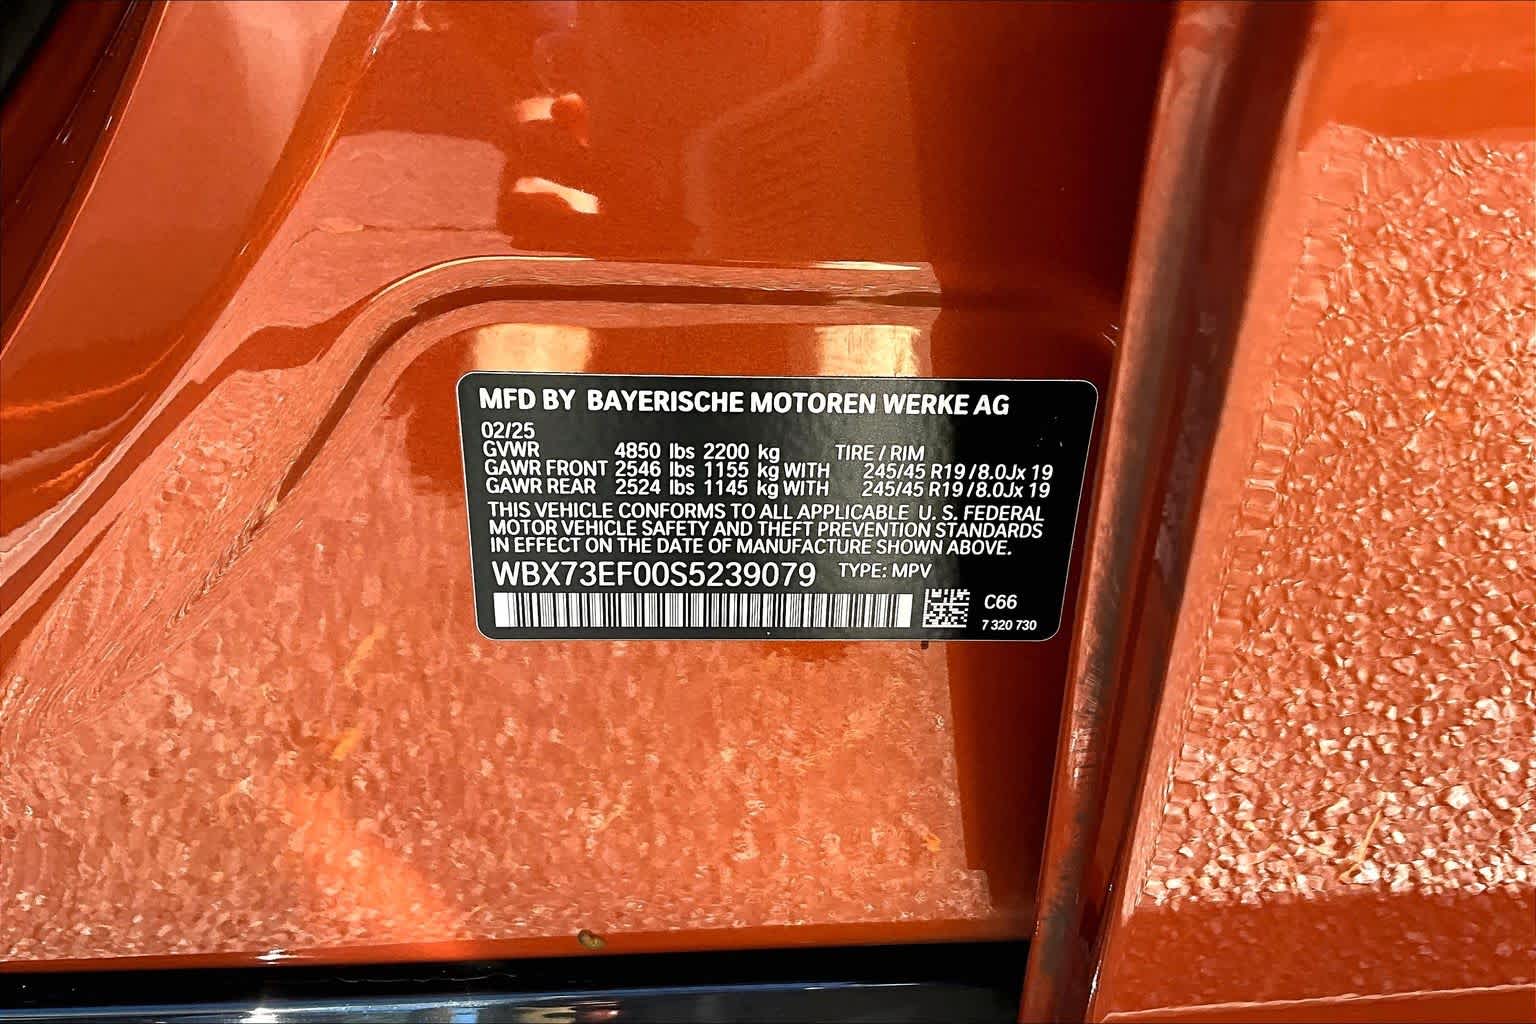 MFD BY BAYERISCHE MOTOREN WERKE AG
02/25
GVWR 4850 lbs 2200 kg TIRE / RIM
GAWR FRONT 2546 lbs 1155 kg WITH 245/45 R19 / 8.0Jx 19
GAWR REAR 2524 lbs 1145 kg WITH 245/45 R19 / 8.0Jx 19
THIS VEHICLE CONFORMS TO ALL APPLICABLE U. S. FEDERAL
MOTOR VEHICLE SAFETY AND THEFT PREVENTION STANDARDS
IN EFFECT ON THE DATE OF MANUFACTURE SHOWN ABOVE.
WBX73EF00S5239079 TYPE: MPV
C66
7 320 730